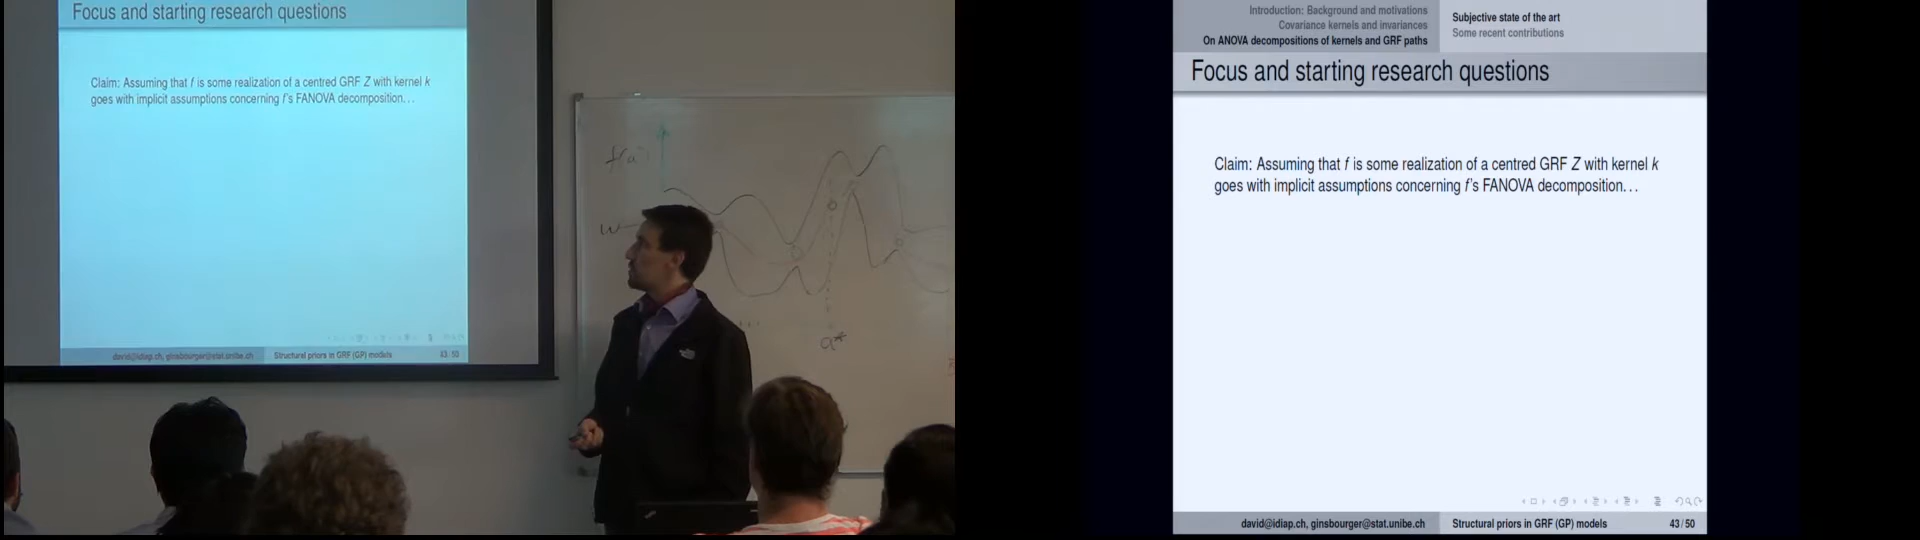 Focus and starting research questions
Claim: Assuming that f is some realization of a centred GRF Z with kernel k
goes with implicit assumptions concerning f's FANOVA decomposition...
david@idiap.ch, ginsbourger@stat.unibe.ch Structural priors in GRF (GP) models 43/50
f(a)
a*
Introduction: Background and motivations
Covariance kernels and invariances
On ANOVA decompositions of kernels and GRF paths
Subjective state of the art
Some recent contributions
Focus and starting research questions
Claim: Assuming that f is some realization of a centred GRF Z with kernel k
goes with implicit assumptions concerning f's FANOVA decomposition...
david@idiap.ch, ginsbourger@stat.unibe.ch Structural priors in GRF (GP) models 43/50